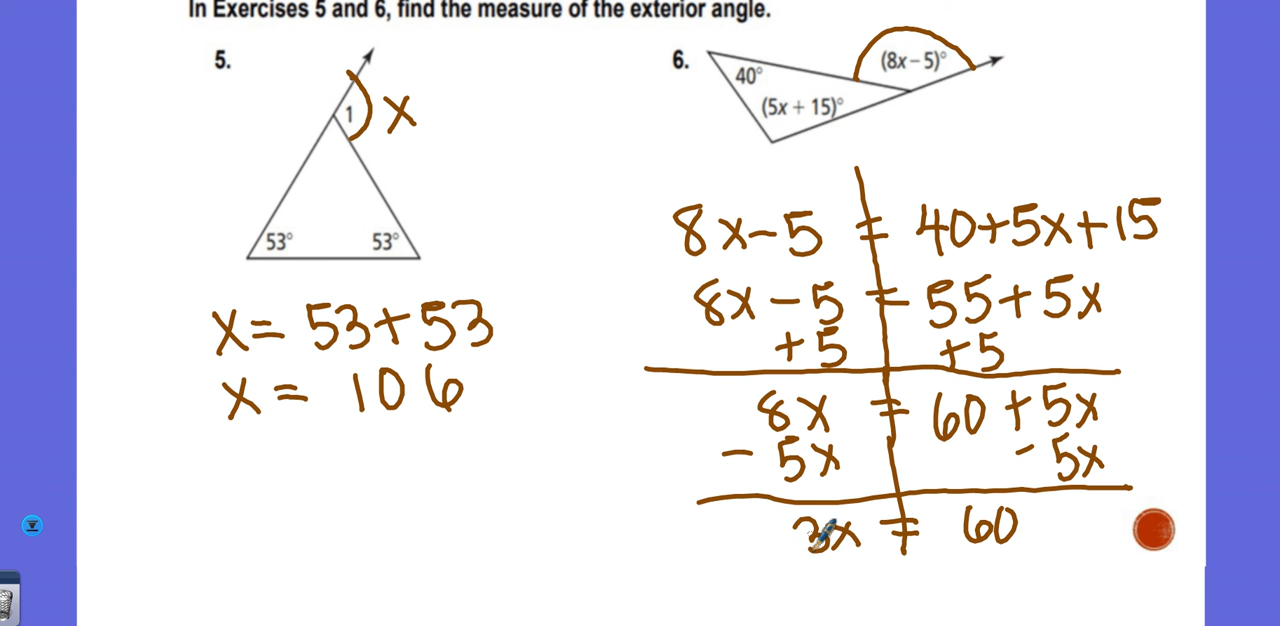 In Exercises 5 and 6, find the measure of the exterior angle.
5.
1
x
53°
53°
x = 53+53
x = 106
6.
40°
(8x – 5)°
(5x + 15)°
8x-5 = 40+5x+15
8x - 5 = 55+5x
+5 +5
8x = 60 + 5x
- 5x - 5x
3x = 60